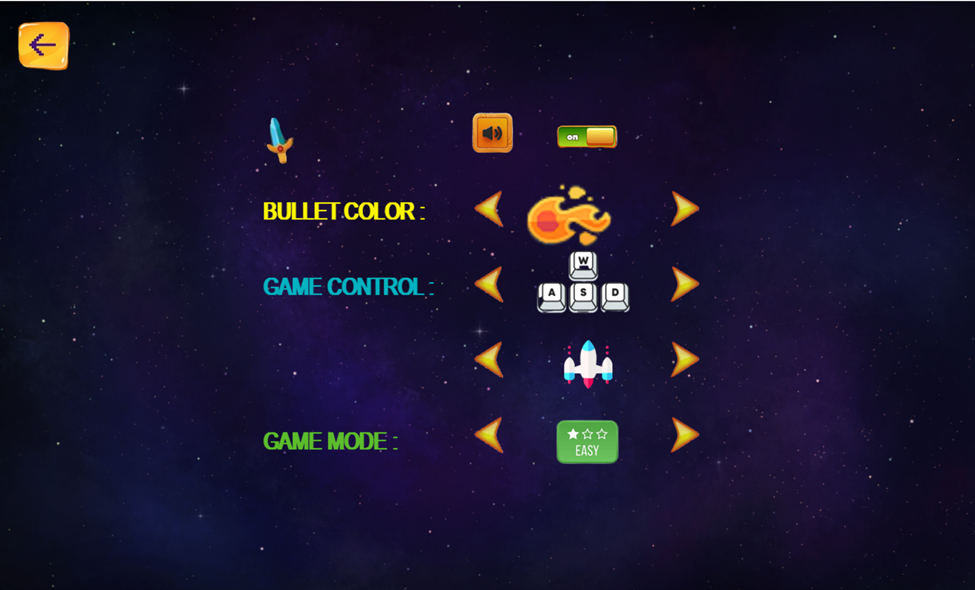 on
BULLET COLOR :
W
A S D
GAME CONTROL :
GAME MODE :
EASY